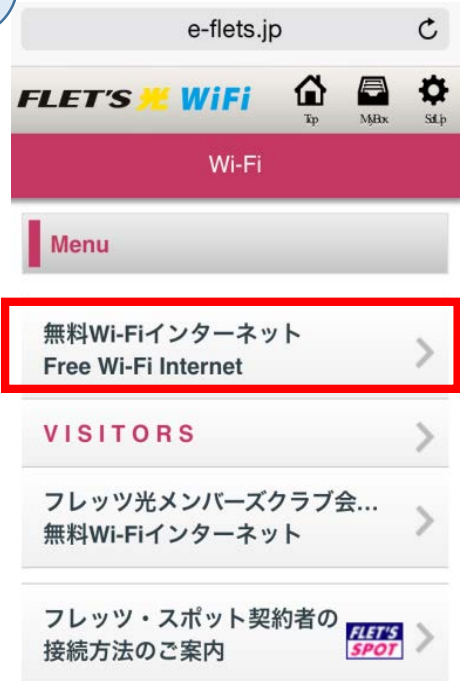 e-flets.jp
FLET'S光 WiFi
Top MyBox SetUp
Wi-Fi
Menu
無料Wi-Fiインターネット
Free Wi-Fi Internet
VISITORS
フレッツ光メンバーズクラブ会...
無料Wi-Fiインターネット
フレッツ・スポット契約者の
接続方法のご案内
FLET'S
SPOT